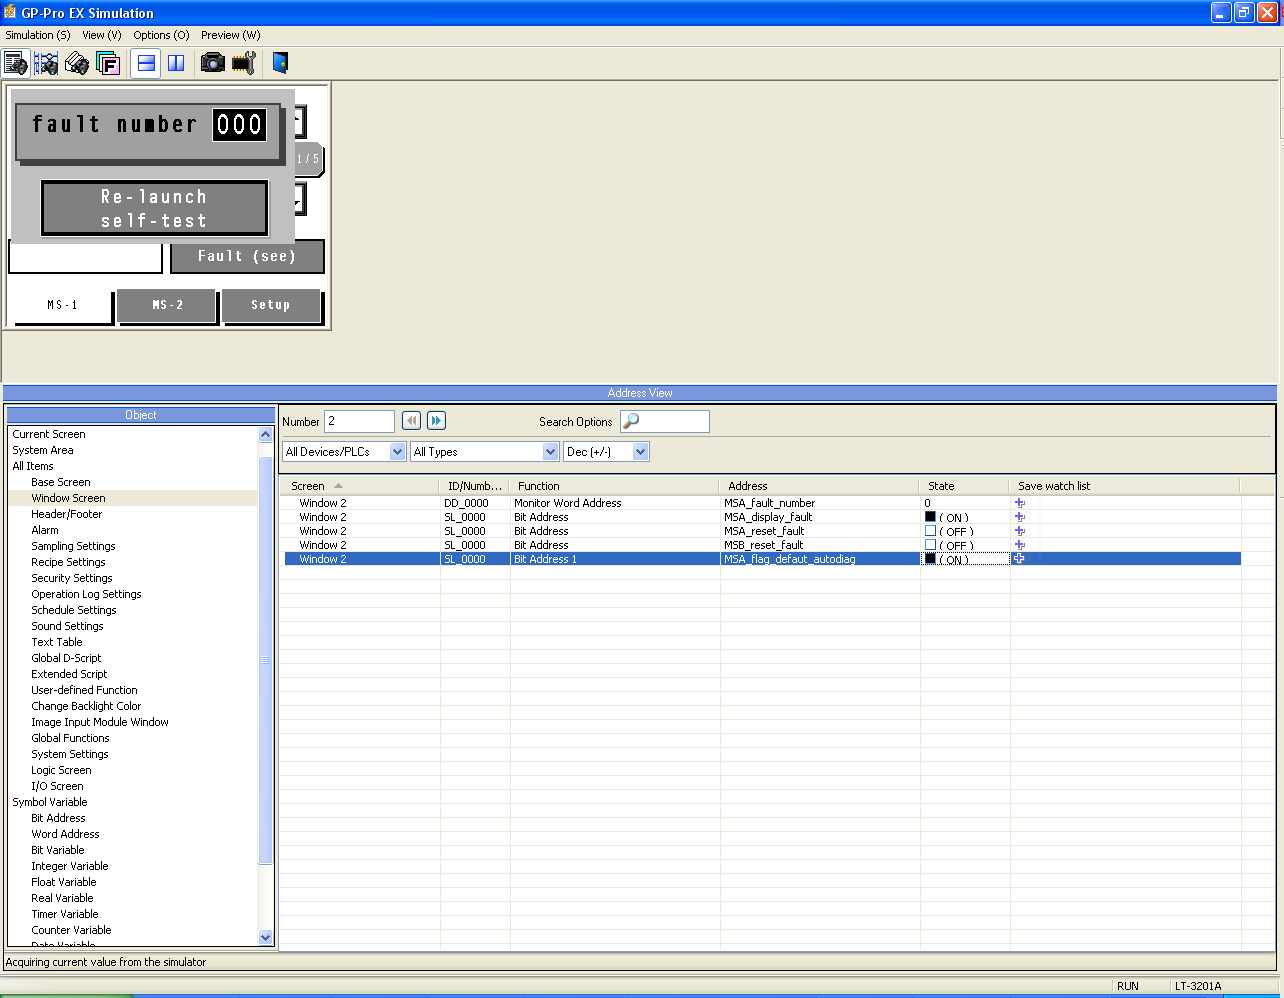 GP-Pro EX Simulation
Simulation (S) View (V) Options (O) Preview (W)
fault number 000
1/5
Re-launch
self-test
Fault (see)
MS-1 MS-2 Setup
Address View
Object
Current Screen
System Area
All Items
Base Screen
Window Screen
Header/Footer
Alarm
Sampling Settings
Recipe Settings
Security Settings
Operation Log Settings
Schedule Settings
Sound Settings
Text Table
Global D-Script
Extended Script
User-defined Function
Change Backlight Color
Image Input Module Window
Global Functions
System Settings
Logic Screen
I/O Screen
Symbol Variable
Bit Address
Word Address
Bit Variable
Integer Variable
Float Variable
Real Variable
Timer Variable
Counter Variable
Date Variable
Number 2 Search Options
All Devices/PLCs All Types Dec (+/-)
Screen ID/Numb... Function Address State Save watch list
Window 2 DD_0000 Monitor Word Address MSA_fault_number 0
Window 2 SL_0000 Bit Address MSA_display_fault ( ON )
Window 2 SL_0000 Bit Address MSA_reset_fault ( OFF )
Window 2 SL_0000 Bit Address MSB_reset_fault ( OFF )
Window 2 SL_0000 Bit Address 1 MSA_flag_defaut_autodiag ( ON )
Acquiring current value from the simulator
RUN LT-3201A